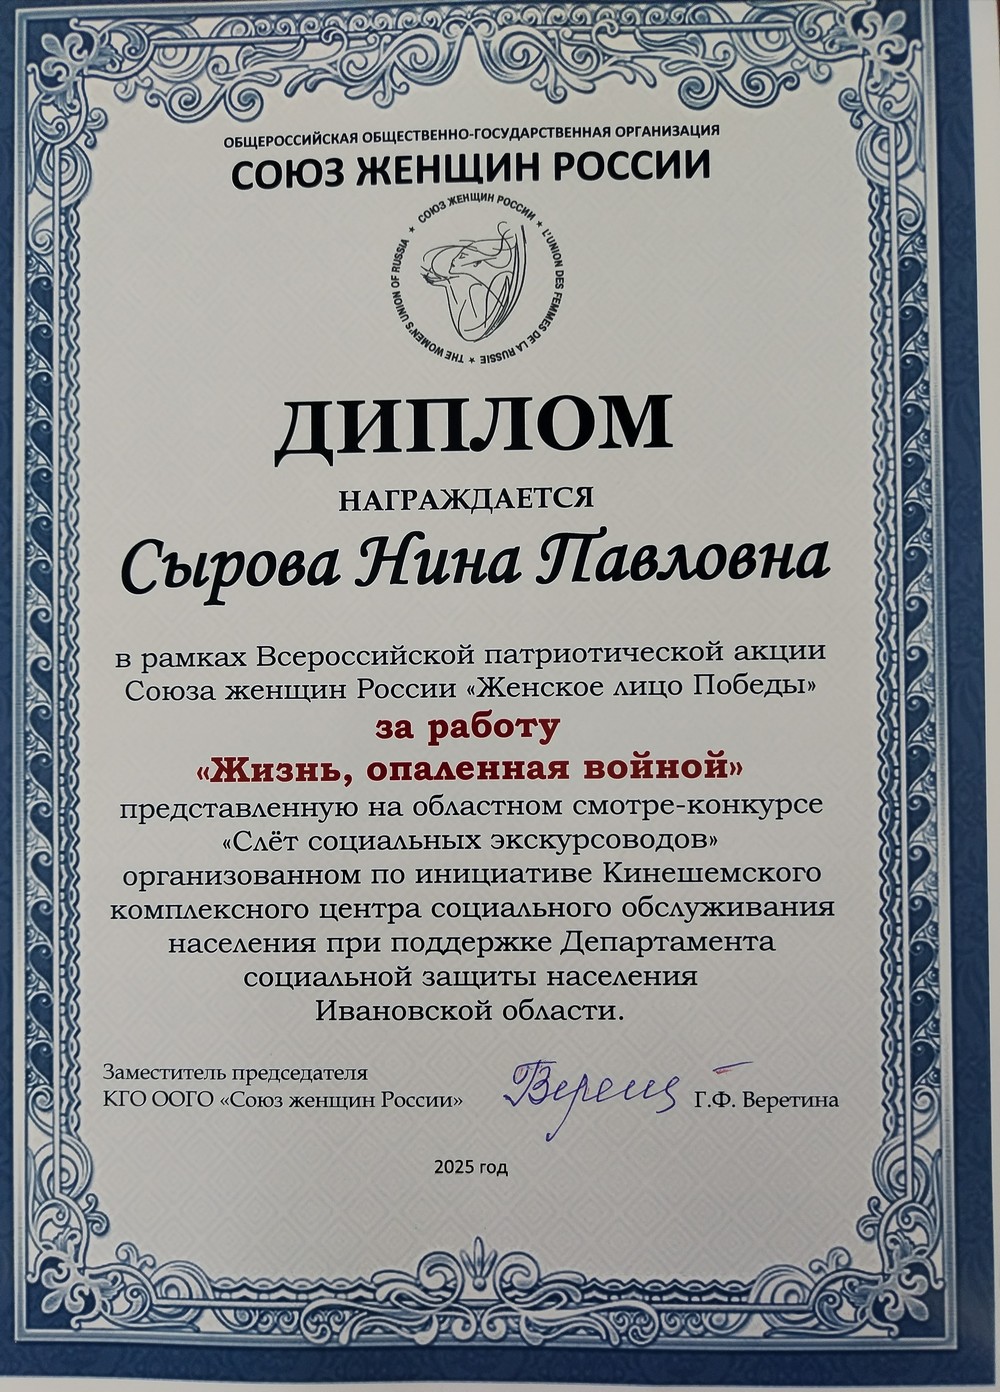 ОБЩЕРОССИЙСКАЯ ОБЩЕСТВЕННО-ГОСУДАРСТВЕННАЯ ОРГАНИЗАЦИЯ
СОЮЗ ЖЕНЩИН РОССИИ
★ СОЮЗ ЖЕНЩИН РОССИИ ★ L'UNION DES FEMMES DE LA RUSSIE ★ THE WOMEN'S UNION OF RUSSIA
ДИПЛОМ
НАГРАЖДАЕТСЯ
Сырова Нина Павловна
в рамках Всероссийской патриотической акции
Союза женщин России «Женское лицо Победы»
за работу
«Жизнь, опаленная войной»
представленную на областном смотре-конкурсе
«Слёт социальных экскурсоводов»
организованном по инициативе Кинешемского
комплексного центра социального обслуживания
населения при поддержке Департамента
социальной защиты населения
Ивановской области.
Заместитель председателя
КГО ООГО «Союз женщин России» Г.Ф. Веретина
2025 год